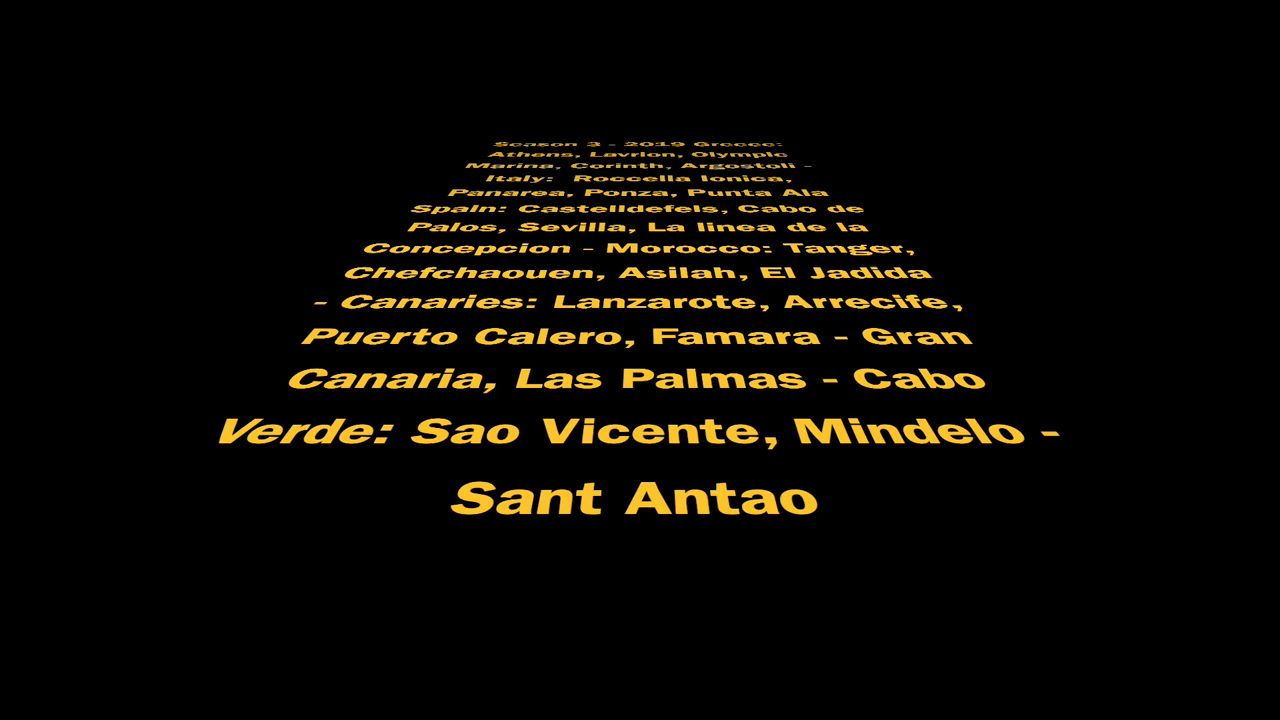 Season 3 - 2019 Greece:
Athens, Lavrion, Olympic
Marina, Corinth, Argostoli -
Italy: Roccella Ionica,
Panarea, Ponza, Punta Ala
Spain: Castelldefels, Cabo de
Palos, Sevilla, La linea de la
Concepcion - Morocco: Tanger,
Chefchaouen, Asilah, El Jadida
- Canaries: Lanzarote, Arrecife,
Puerto Calero, Famara - Gran
Canaria, Las Palmas - Cabo
Verde: Sao Vicente, Mindelo -
Sant Antao